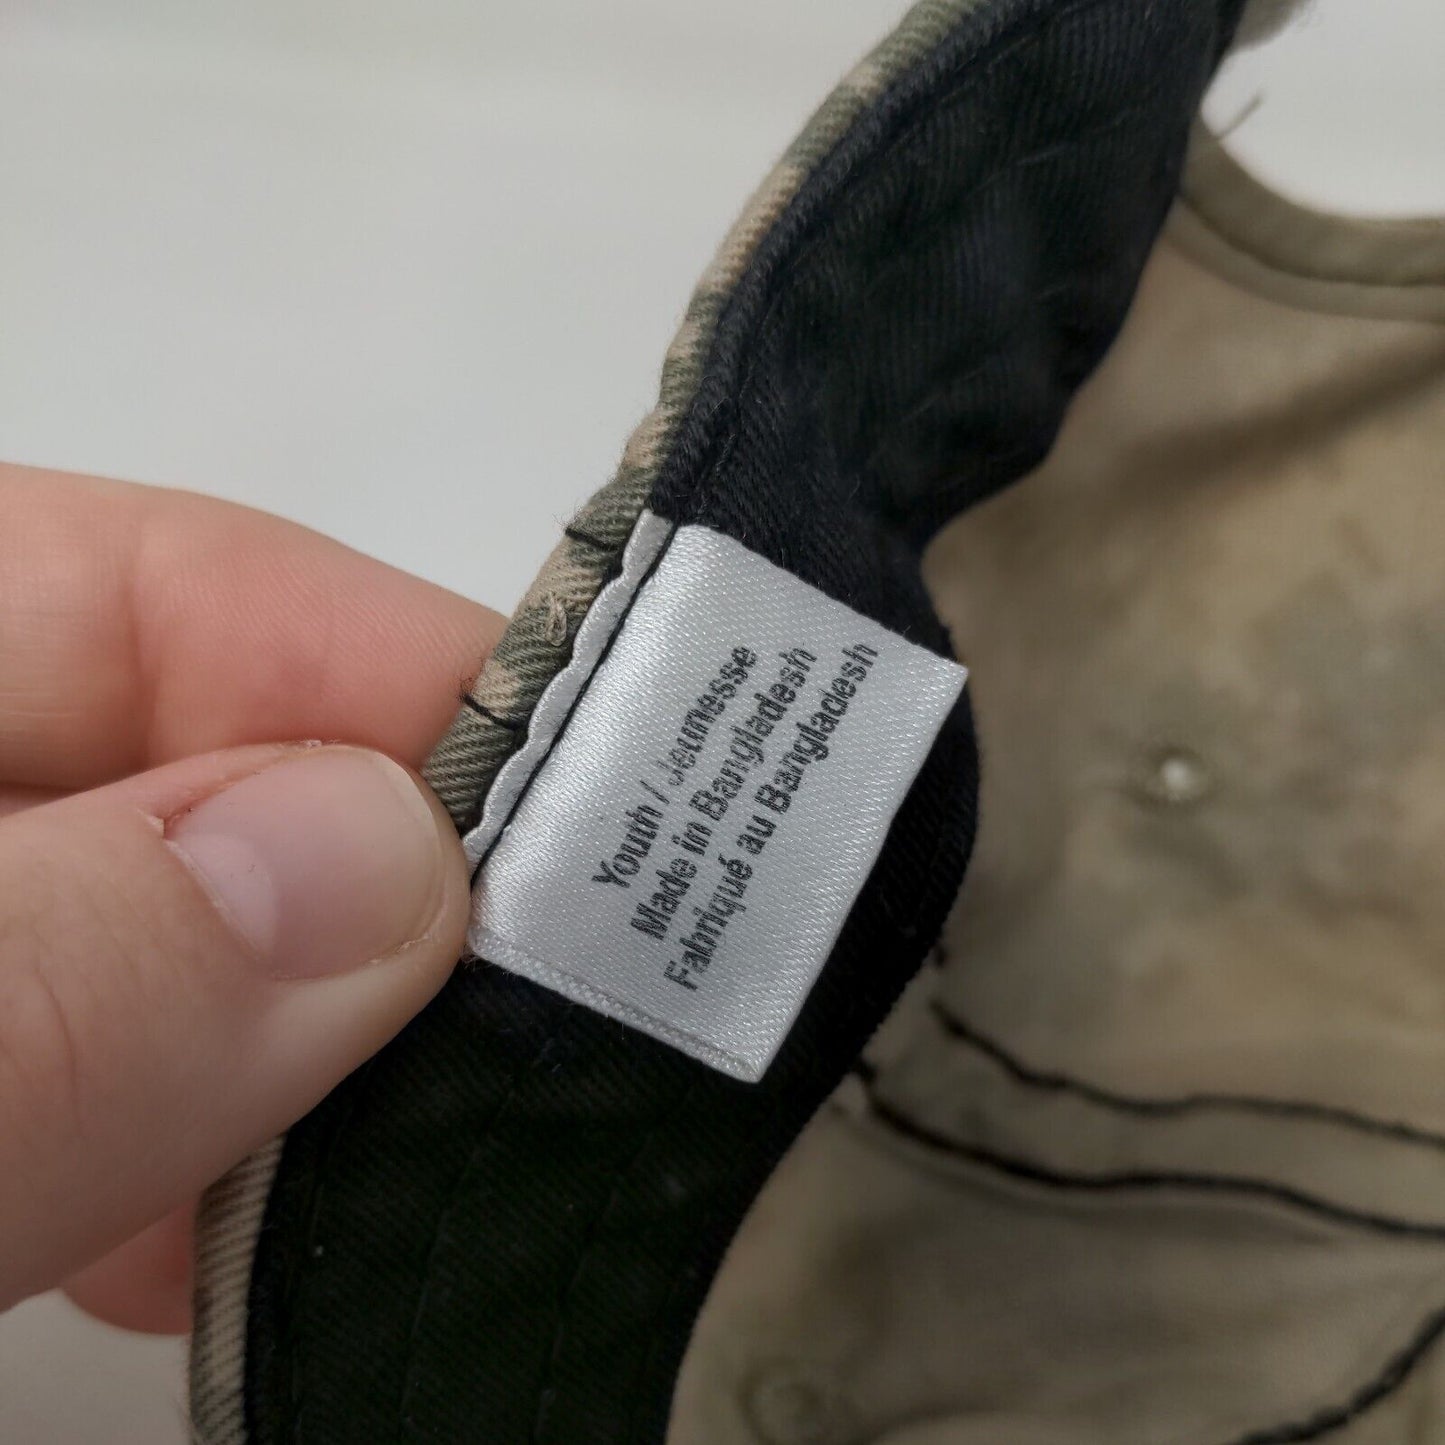 Youth / Jeunesse
Made in Bangladesh
Fabriqué au Bangladesh